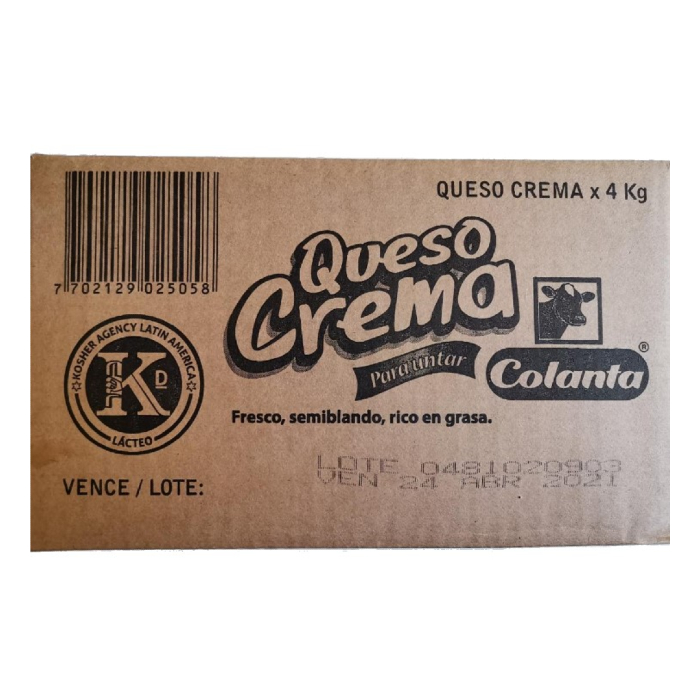 QUESO CREMA x 4 Kg
7 702129 025058
Queso
Crema
Para untar
Colanta®
KOSHER AGENCY LATIN AMERICA
K D
LÁCTEO
Fresco, semiblando, rico en grasa.
LOTE 0481020903
VENCE / LOTE:
VEN 24 ABR 2021